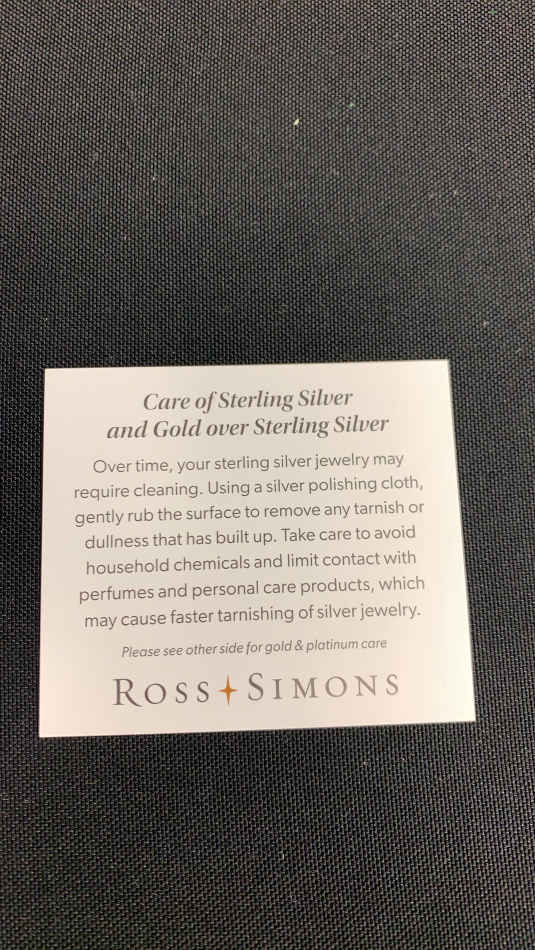 Care of Sterling Silver
and Gold over Sterling Silver
Over time, your sterling silver jewelry may
require cleaning. Using a silver polishing cloth,
gently rub the surface to remove any tarnish or
dullness that has built up. Take care to avoid
household chemicals and limit contact with
perfumes and personal care products, which
may cause faster tarnishing of silver jewelry.
Please see other side for gold & platinum care
ROSS SIMONS